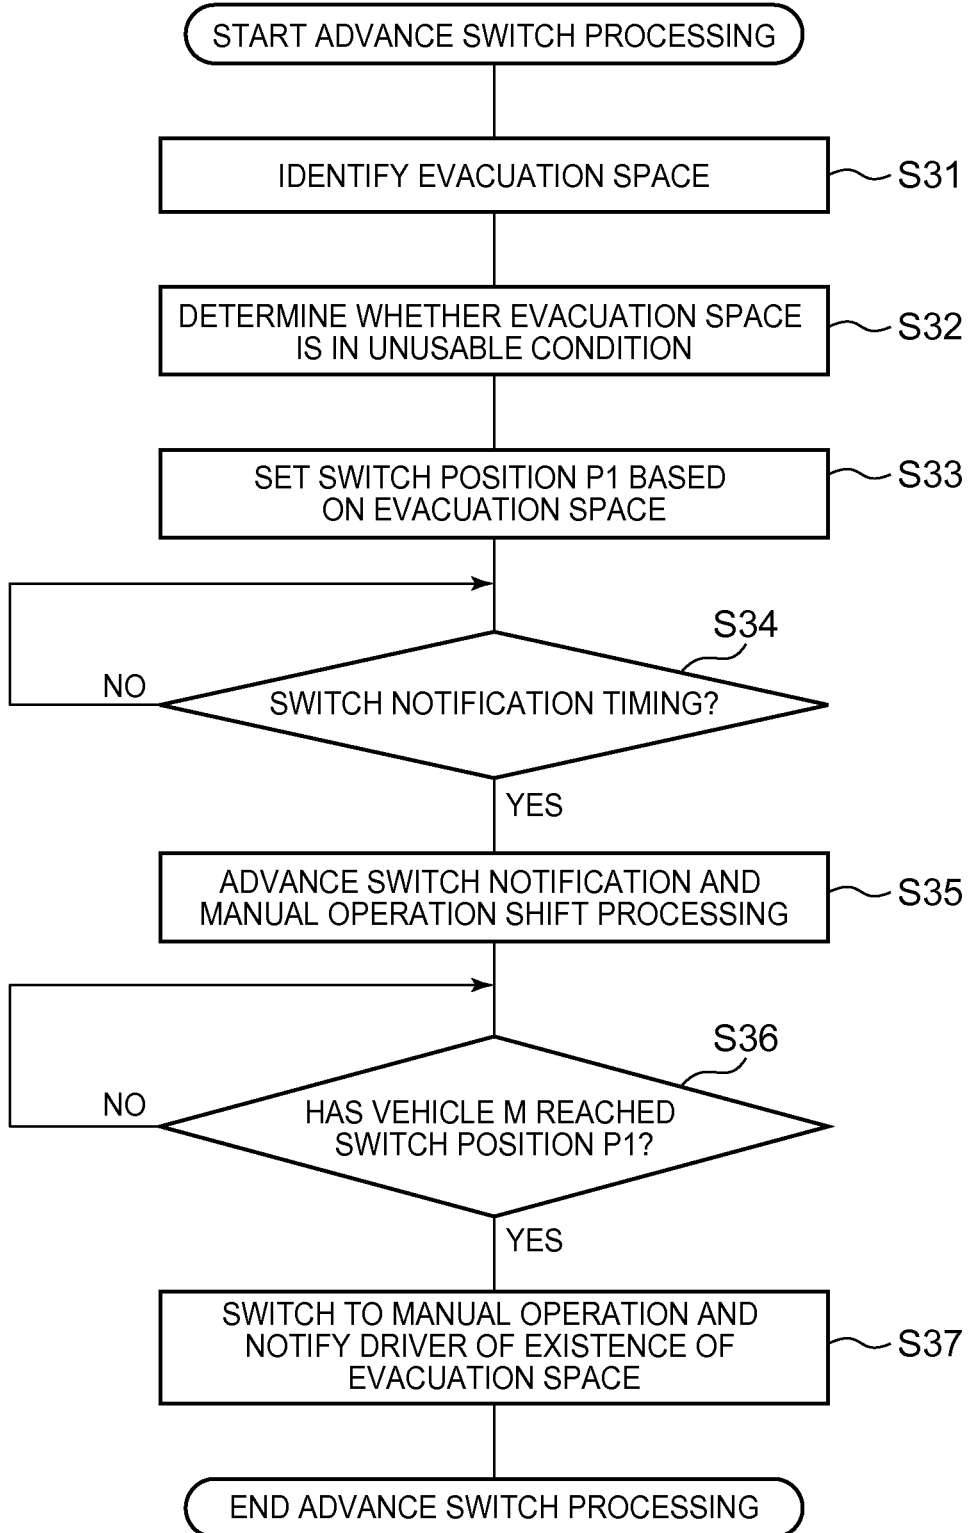 START ADVANCE SWITCH PROCESSING
IDENTIFY EVACUATION SPACE
S31
DETERMINE WHETHER EVACUATION SPACE
IS IN UNUSABLE CONDITION
S32
SET SWITCH POSITION P1 BASED
ON EVACUATION SPACE
S33
S34
NO
SWITCH NOTIFICATION TIMING?
YES
ADVANCE SWITCH NOTIFICATION AND
MANUAL OPERATION SHIFT PROCESSING
S35
S36
NO
HAS VEHICLE M REACHED
SWITCH POSITION P1?
YES
SWITCH TO MANUAL OPERATION AND
NOTIFY DRIVER OF EXISTENCE OF
EVACUATION SPACE
S37
END ADVANCE SWITCH PROCESSING